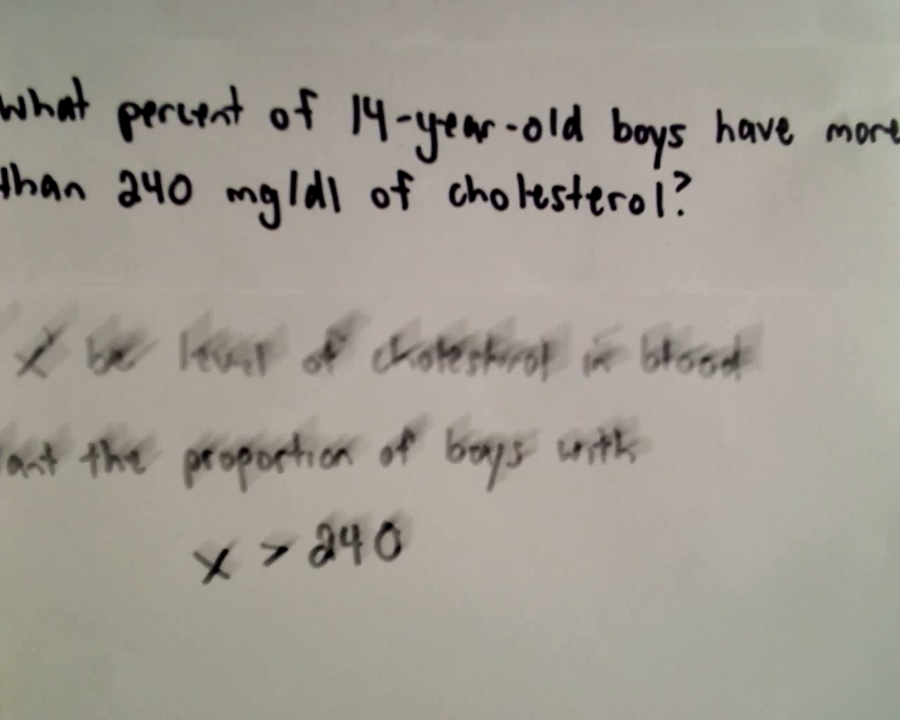 What percent of 14-year-old boys have more
than 240 mg/dl of cholesterol?
X be level of cholesterol in blood
ant the proportion of boys with
x > 240